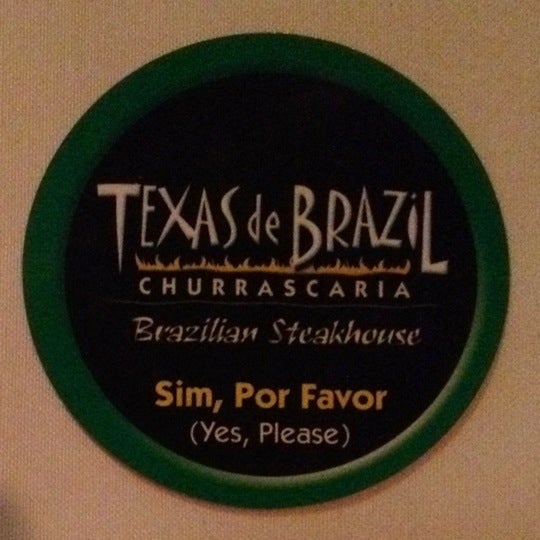 TEXAS de BRAZiL
CHURRASCARIA
Brazilian Steakhouse
Sim, Por Favor
(Yes, Please)